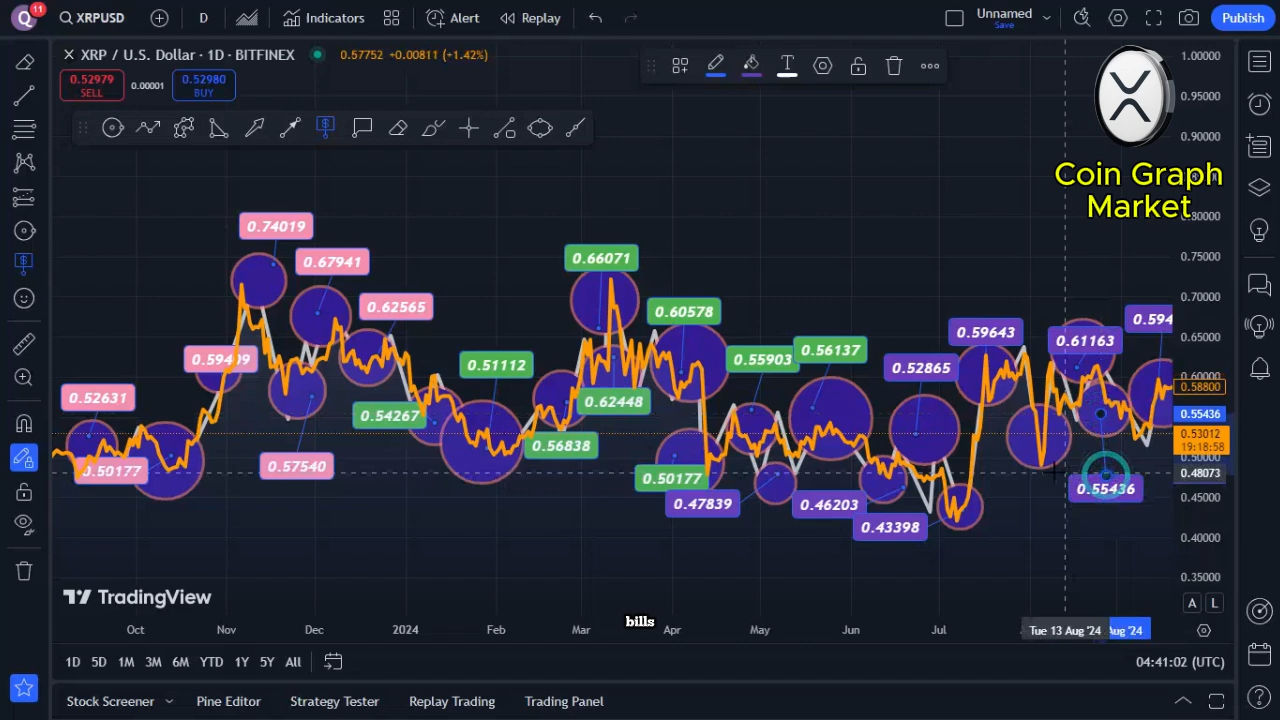 Q
11
XRPUSD
D
Indicators
Alert
Replay
Unnamed
Save
Publish
XRP / U.S. Dollar · 1D · BITFINEX
0.57752 +0.00811 (+1.42%)
0.52979
SELL
0.00001
0.52980
BUY
Coin Graph
Market
1.00000
0.95000
0.90000
0.80000
0.75000
0.70000
0.65000
0.60000
0.58800
0.55436
0.53012
19:18:58
0.50000
0.48073
0.45000
0.40000
0.35000
0.74019
0.67941
0.62565
0.59409
0.52631
0.50177
0.57540
0.54267
0.51112
0.56838
0.66071
0.62448
0.60578
0.50177
0.55903
0.56137
0.47839
0.46203
0.52865
0.43398
0.59643
0.61163
0.594
0.55436
TradingView
bills
A
L
Oct
Nov
Dec
2024
Feb
Mar
Apr
May
Jun
Jul
Tue 13 Aug '24
Aug '24
1D
5D
1M
3M
6M
YTD
1Y
5Y
All
04:41:02 (UTC)
Stock Screener
Pine Editor
Strategy Tester
Replay Trading
Trading Panel